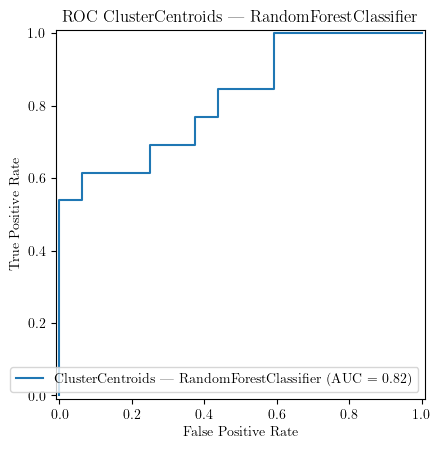 ROC ClusterCentroids — RandomForestClassifier
1.0
0.8
0.6
0.4
0.2
0.0
True Positive Rate
ClusterCentroids — RandomForestClassifier (AUC = 0.82)
0.0 0.2 0.4 0.6 0.8 1.0
False Positive Rate